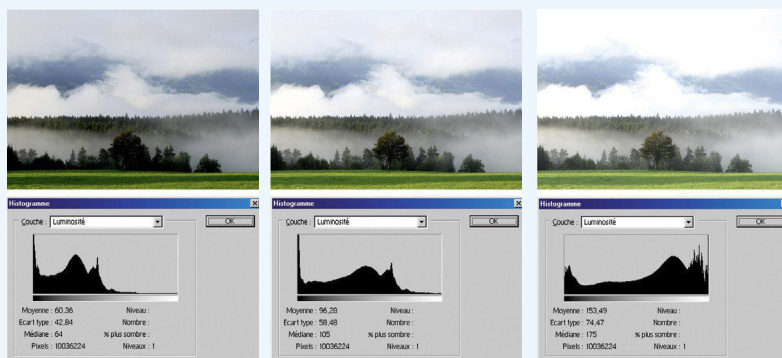 Histogramme
Couche : Luminosité
OK
Moyenne : 60,36 Niveau :
Ecart type : 42,84 Nombre :
Médiane : 64 % plus sombre :
Pixels : 10036224 Niveaux : 1
Histogramme
Couche : Luminosité
OK
Moyenne : 96,28 Niveau :
Ecart type : 58,48 Nombre :
Médiane : 105 % plus sombre :
Pixels : 10036224 Niveaux : 1
Histogramme
Couche : Luminosité
OK
Moyenne : 153,49 Niveau :
Ecart type : 74,47 Nombre :
Médiane : 175 % plus sombre :
Pixels : 10036224 Niveaux : 1